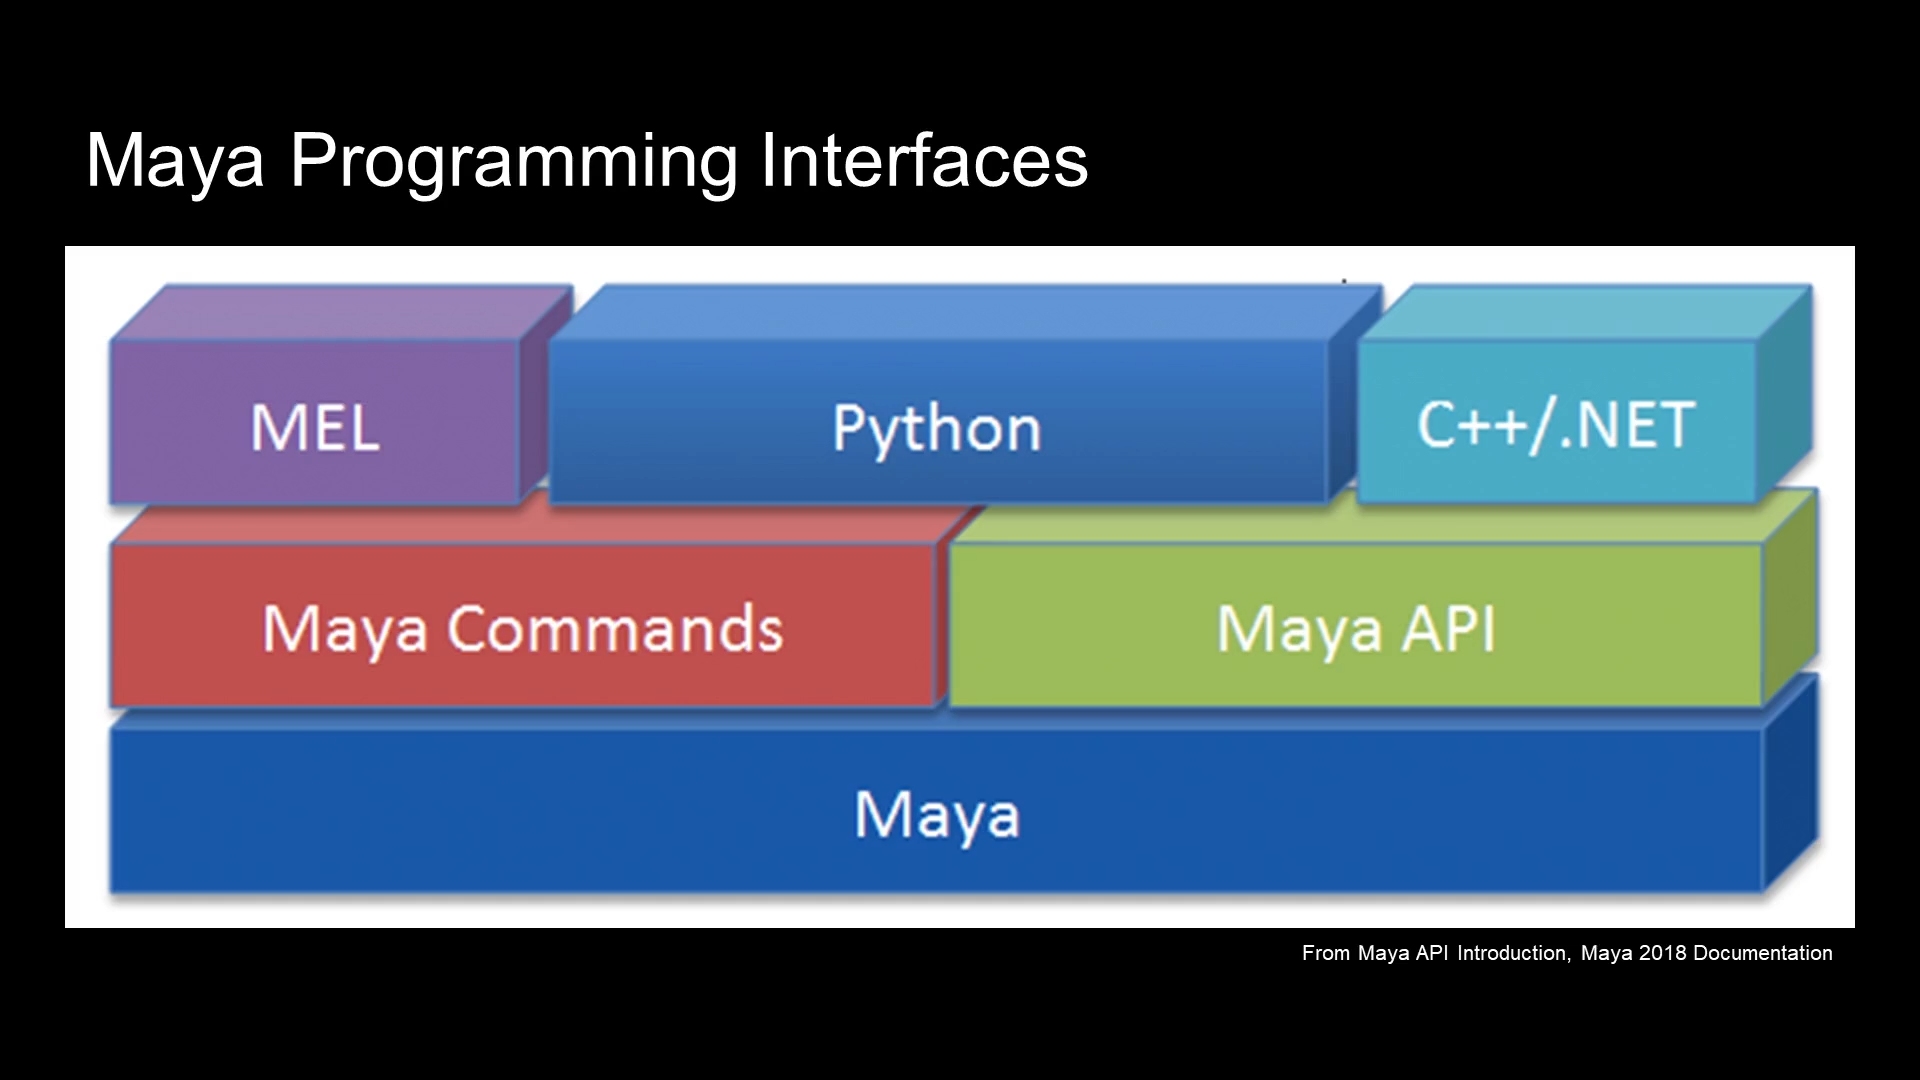 Maya Programming Interfaces
MEL
Python
C++/.NET
Maya Commands
Maya API
Maya
From Maya API Introduction, Maya 2018 Documentation